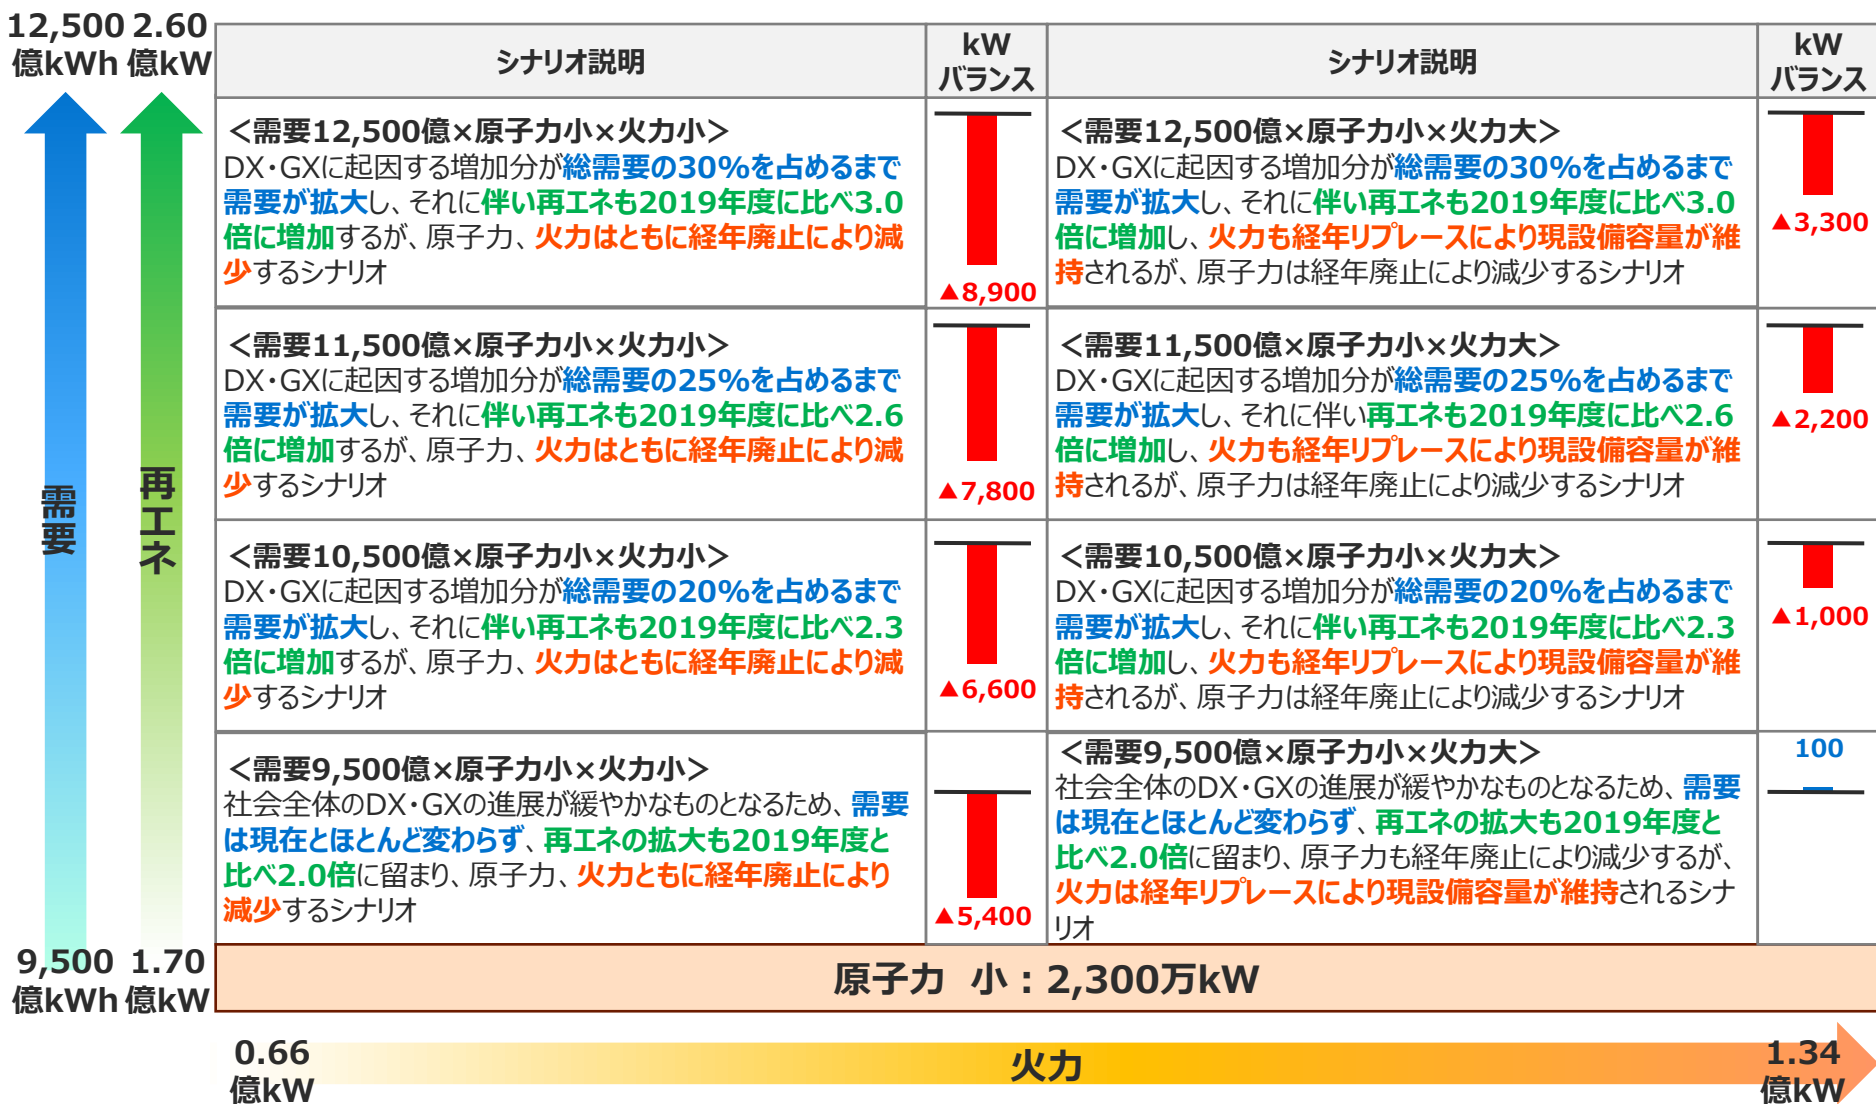 12,500
億kWh
2.60
億kW
シナリオ説明
kW
バランス
シナリオ説明
kW
バランス
＜需要12,500億×原子力小×火力小＞
DX・GXに起因する増加分が総需要の30%を占めるまで
需要が拡大し、それに伴い再エネも2019年度に比べ3.0
倍に増加するが、原子力、火力はともに経年廃止により減
少するシナリオ
▲8,900
＜需要12,500億×原子力小×火力大＞
DX・GXに起因する増加分が総需要の30%を占めるまで
需要が拡大し、それに伴い再エネも2019年度に比べ3.0
倍に増加し、火力も経年リプレースにより現設備容量が維
持されるが、原子力は経年廃止により減少するシナリオ
▲3,300
＜需要11,500億×原子力小×火力小＞
DX・GXに起因する増加分が総需要の25%を占めるまで
需要が拡大し、それに伴い再エネも2019年度に比べ2.6
倍に増加するが、原子力、火力はともに経年廃止により減
少するシナリオ
▲7,800
＜需要11,500億×原子力小×火力大＞
DX・GXに起因する増加分が総需要の25%を占めるまで
需要が拡大し、それに伴い再エネも2019年度に比べ2.6
倍に増加し、火力も経年リプレースにより現設備容量が維
持されるが、原子力は経年廃止により減少するシナリオ
▲2,200
需要
再エネ
＜需要10,500億×原子力小×火力小＞
DX・GXに起因する増加分が総需要の20%を占めるまで
需要が拡大し、それに伴い再エネも2019年度に比べ2.3
倍に増加するが、原子力、火力はともに経年廃止により減
少するシナリオ
▲6,600
＜需要10,500億×原子力小×火力大＞
DX・GXに起因する増加分が総需要の20%を占めるまで
需要が拡大し、それに伴い再エネも2019年度に比べ2.3
倍に増加し、火力も経年リプレースにより現設備容量が維
持されるが、原子力は経年廃止により減少するシナリオ
▲1,000
＜需要9,500億×原子力小×火力小＞
社会全体のDX・GXの進展が緩やかなものとなるため、需要
は現在とほとんど変わらず、再エネの拡大も2019年度と
比べ2.0倍に留まり、原子力、火力ともに経年廃止により
減少するシナリオ
▲5,400
＜需要9,500億×原子力小×火力大＞
社会全体のDX・GXの進展が緩やかなものとなるため、需要
は現在とほとんど変わらず、再エネの拡大も2019年度と
比べ2.0倍に留まり、原子力も経年廃止により減少するが、
火力は経年リプレースにより現設備容量が維持されるシナ
リオ
100
9,500
億kWh
1.70
億kW
原子力 小：2,300万kW
0.66
億kW
火力
1.34
億kW